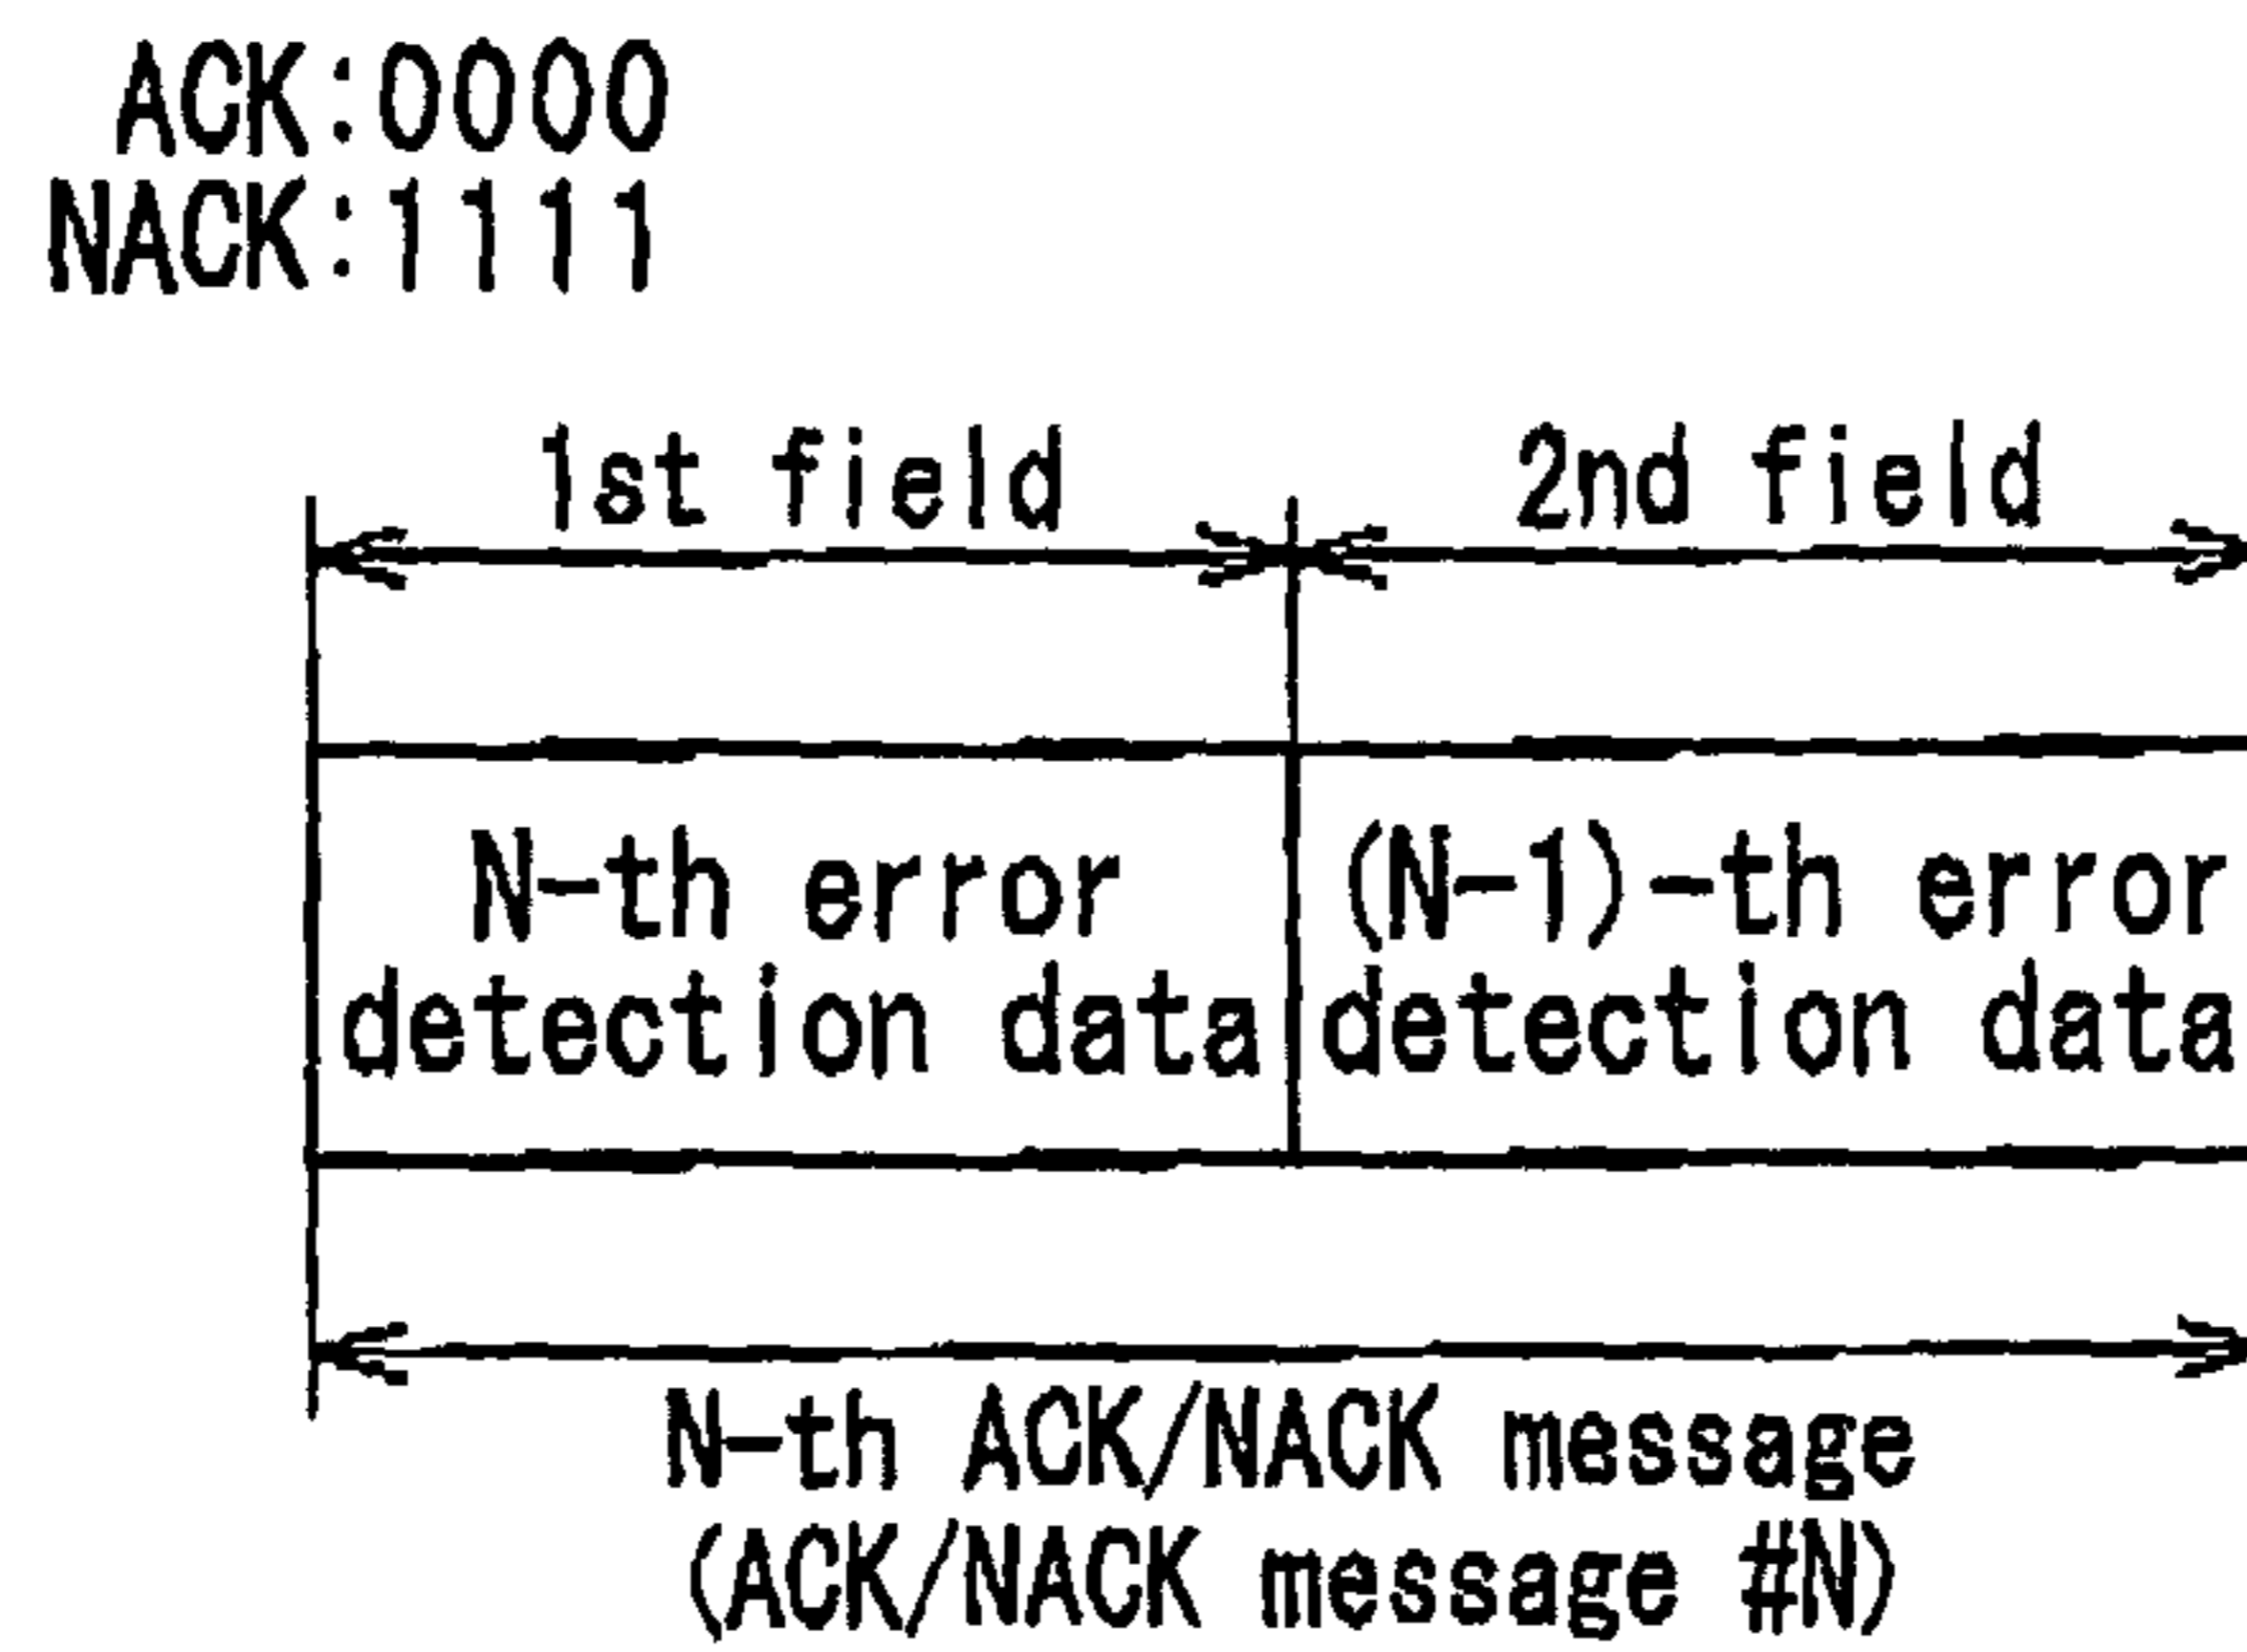 ACK:0000
NACK:1111
1st field
2nd field
N-th error
detection data
(N-1)-th error
detection data
N-th ACK/NACK message
(ACK/NACK message #N)